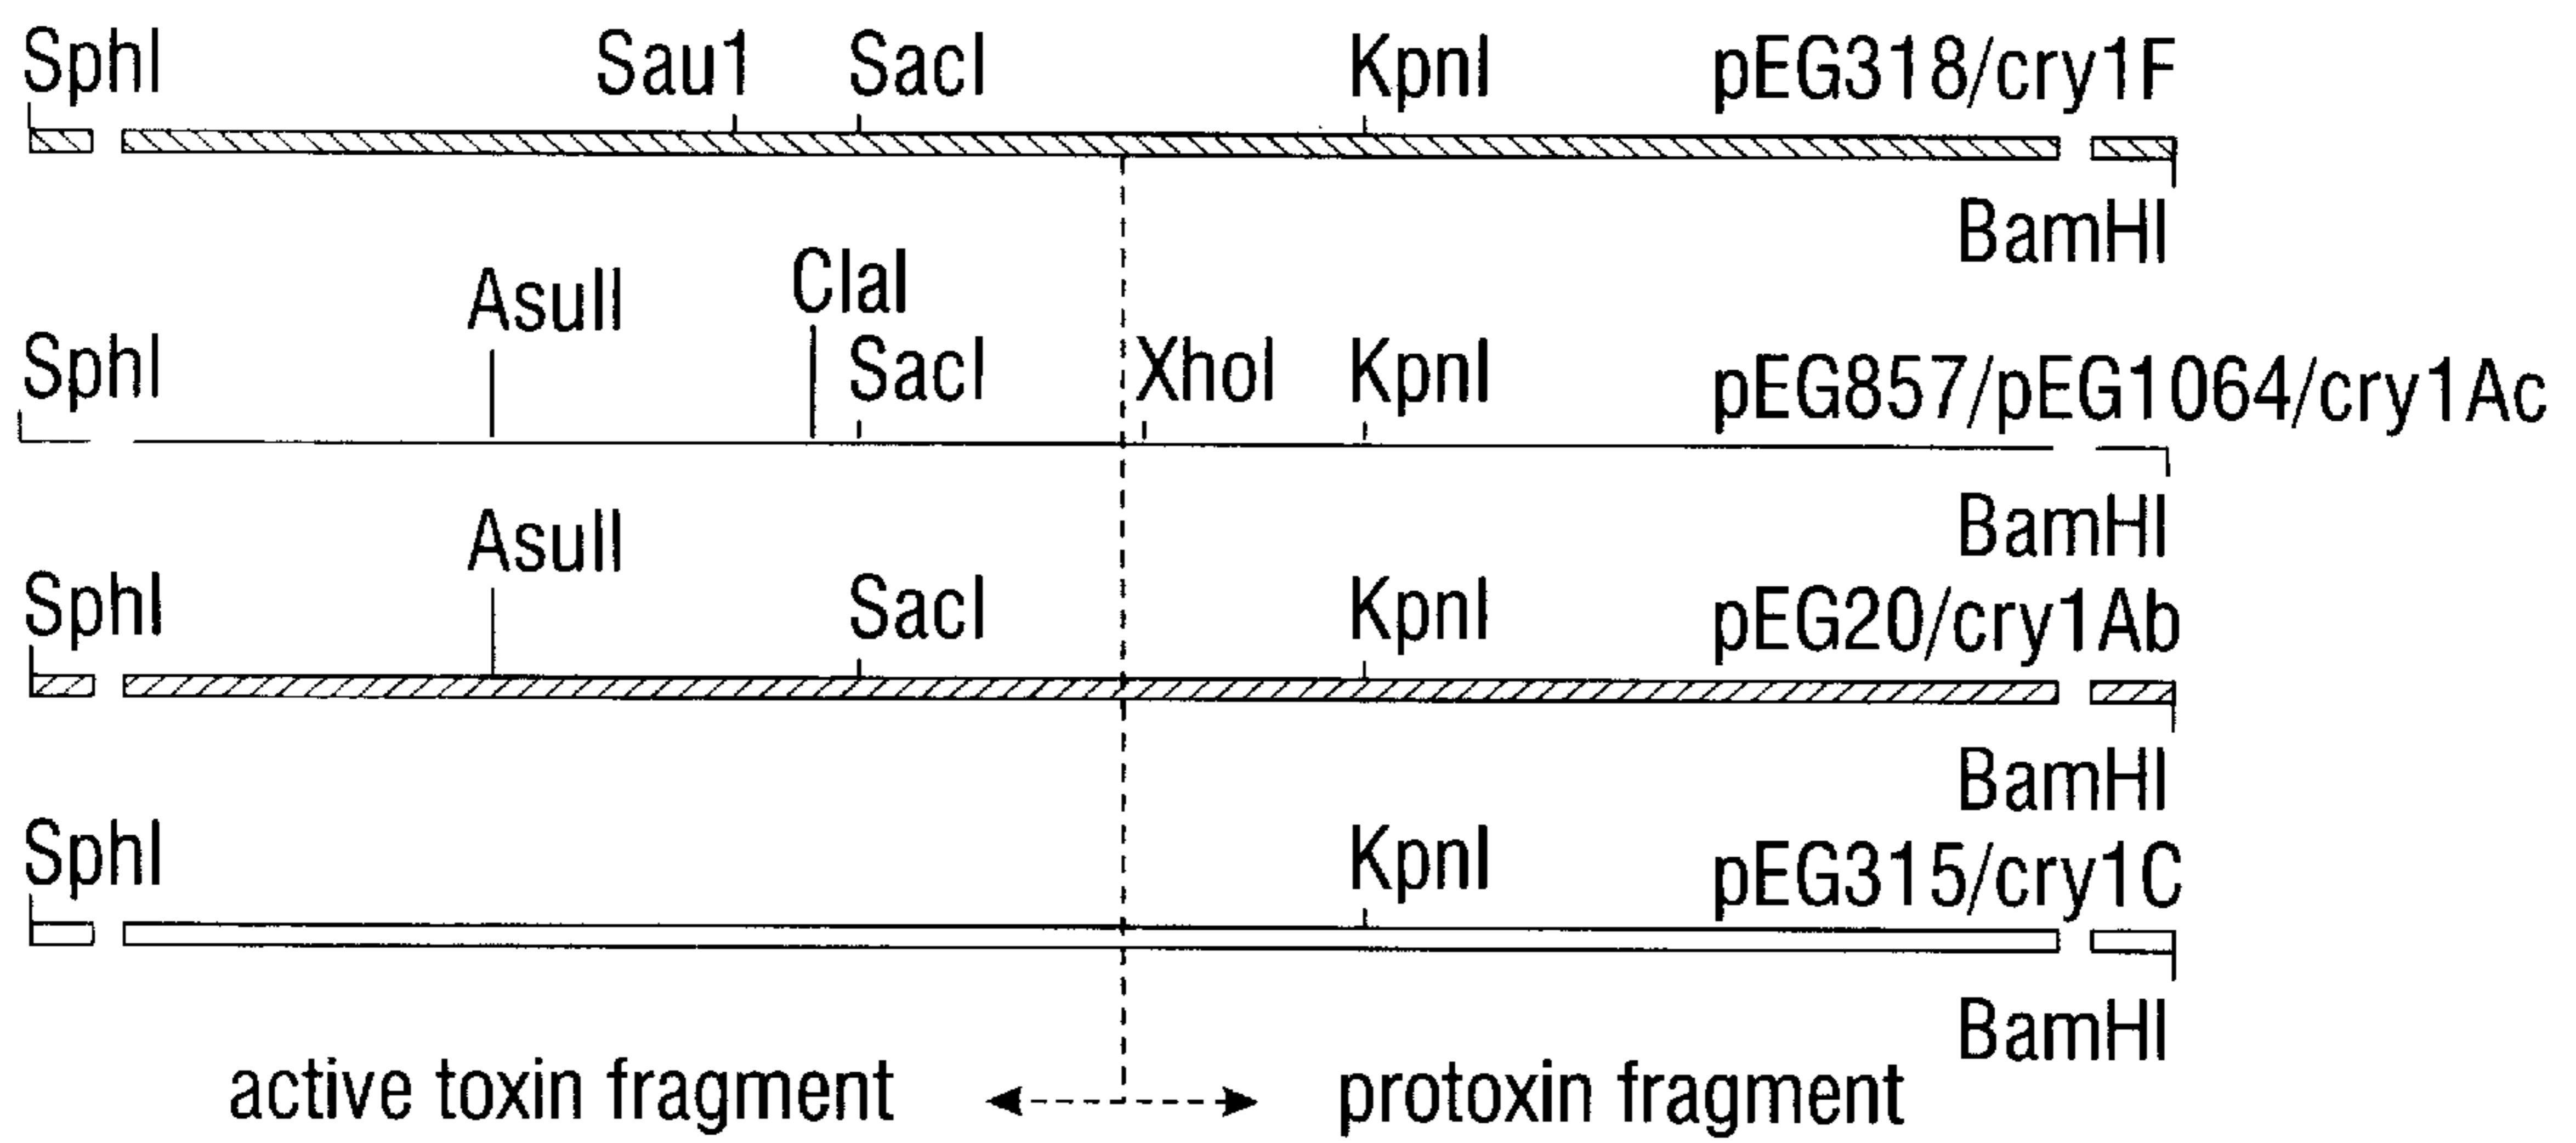 SphI Sau1 SacI KpnI pEG318/cry1F
BamHI
AsuII ClaI
SphI SacI XhoI KpnI pEG857/pEG1064/cry1Ac
BamHI
AsuII
SphI SacI KpnI pEG20/cry1Ab
BamHI
SphI KpnI pEG315/cry1C
BamHI
active toxin fragment protoxin fragment